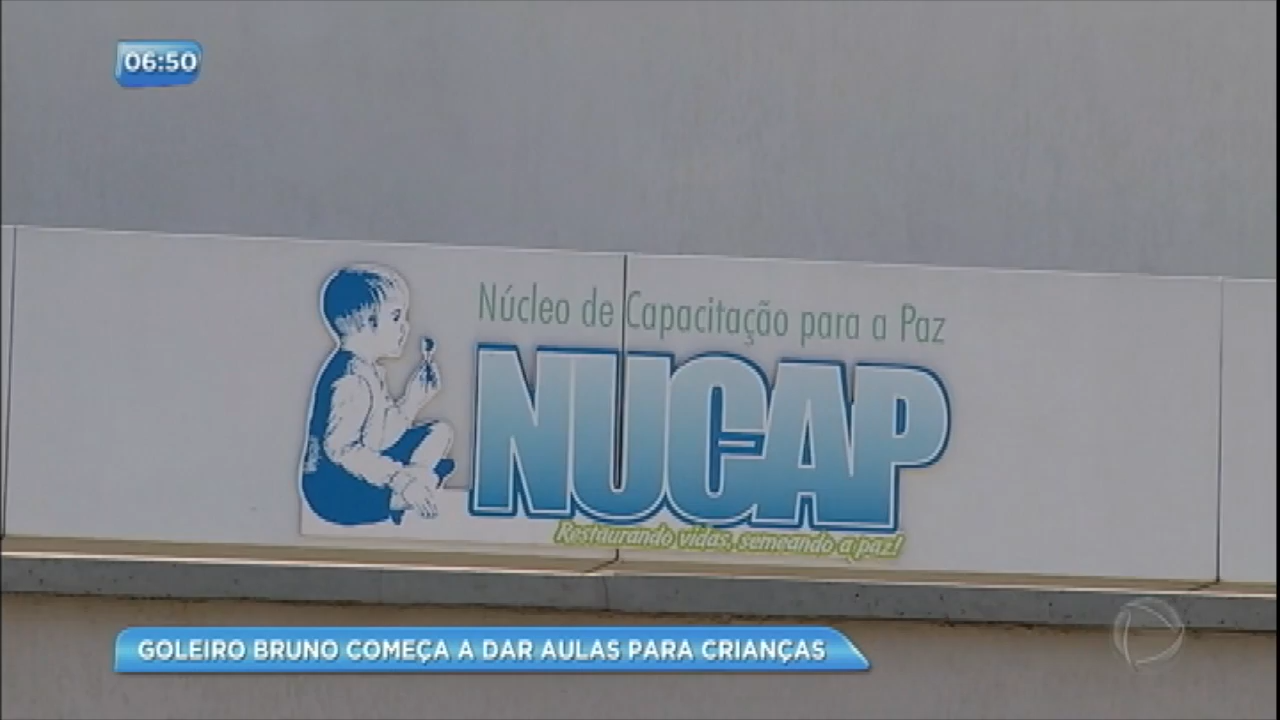 06:50
Núcleo de Capacitação para a Paz
NUCAP
Restaurando vidas, semeando a paz!
GOLEIRO BRUNO COMEÇA A DAR AULAS PARA CRIANÇAS